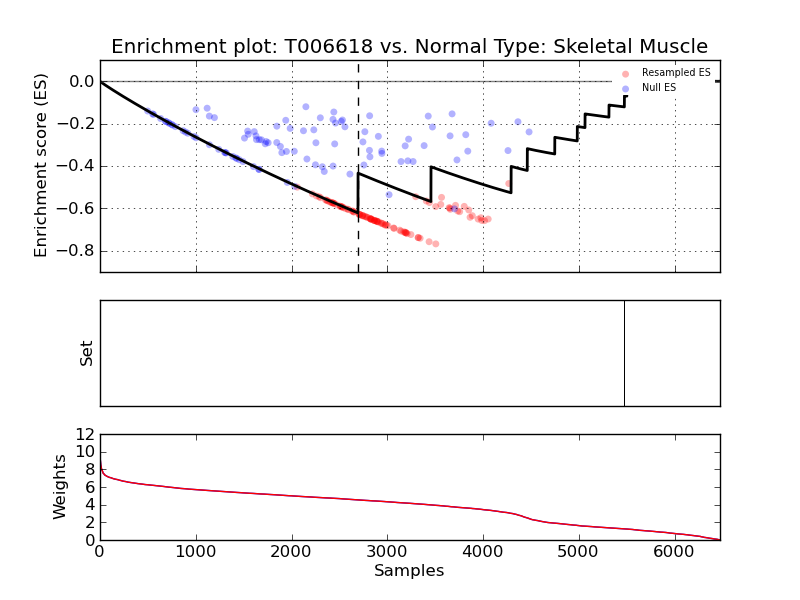 Enrichment plot: T006618 vs. Normal Type: Skeletal Muscle
Enrichment score (ES)
0.0
−0.2
−0.4
−0.6
−0.8
Resampled ES
Null ES
Set
Weights
12
10
8
6
4
2
0
0 1000 2000 3000 4000 5000 6000
Samples